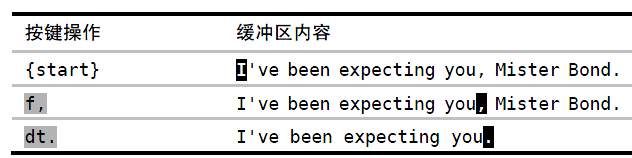 按键操作 缓冲区内容
{start} I've been expecting you, Mister Bond.
f, I've been expecting you, Mister Bond.
dt. I've been expecting you.